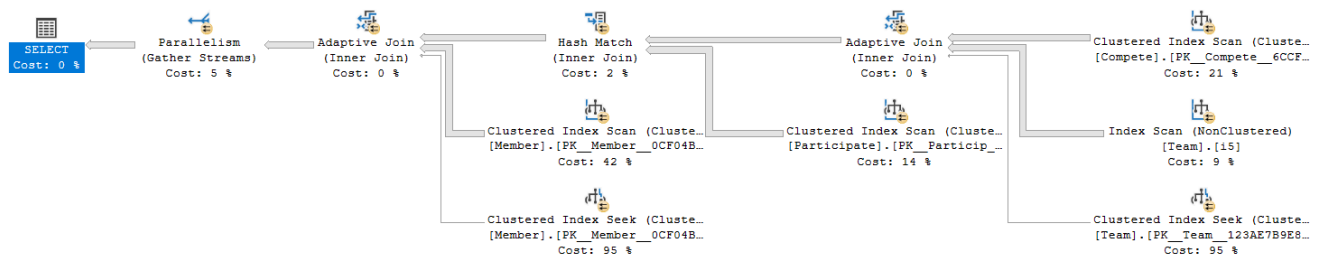 SELECT
Cost: 0 %
Parallelism
(Gather Streams)
Cost: 5 %
Adaptive Join
(Inner Join)
Cost: 0 %
Hash Match
(Inner Join)
Cost: 2 %
Adaptive Join
(Inner Join)
Cost: 0 %
Clustered Index Scan (Cluste…
[Compete].[PK__Compete__6CCF…
Cost: 21 %
Clustered Index Scan (Cluste…
[Member].[PK__Member__0CF04B…
Cost: 42 %
Clustered Index Scan (Cluste…
[Participate].[PK__Particip_…
Cost: 14 %
Index Scan (NonClustered)
[Team].[i5]
Cost: 9 %
Clustered Index Seek (Cluste…
[Member].[PK__Member__0CF04B…
Cost: 95 %
Clustered Index Seek (Cluste…
[Team].[PK__Team__123AE7B9E8…
Cost: 95 %